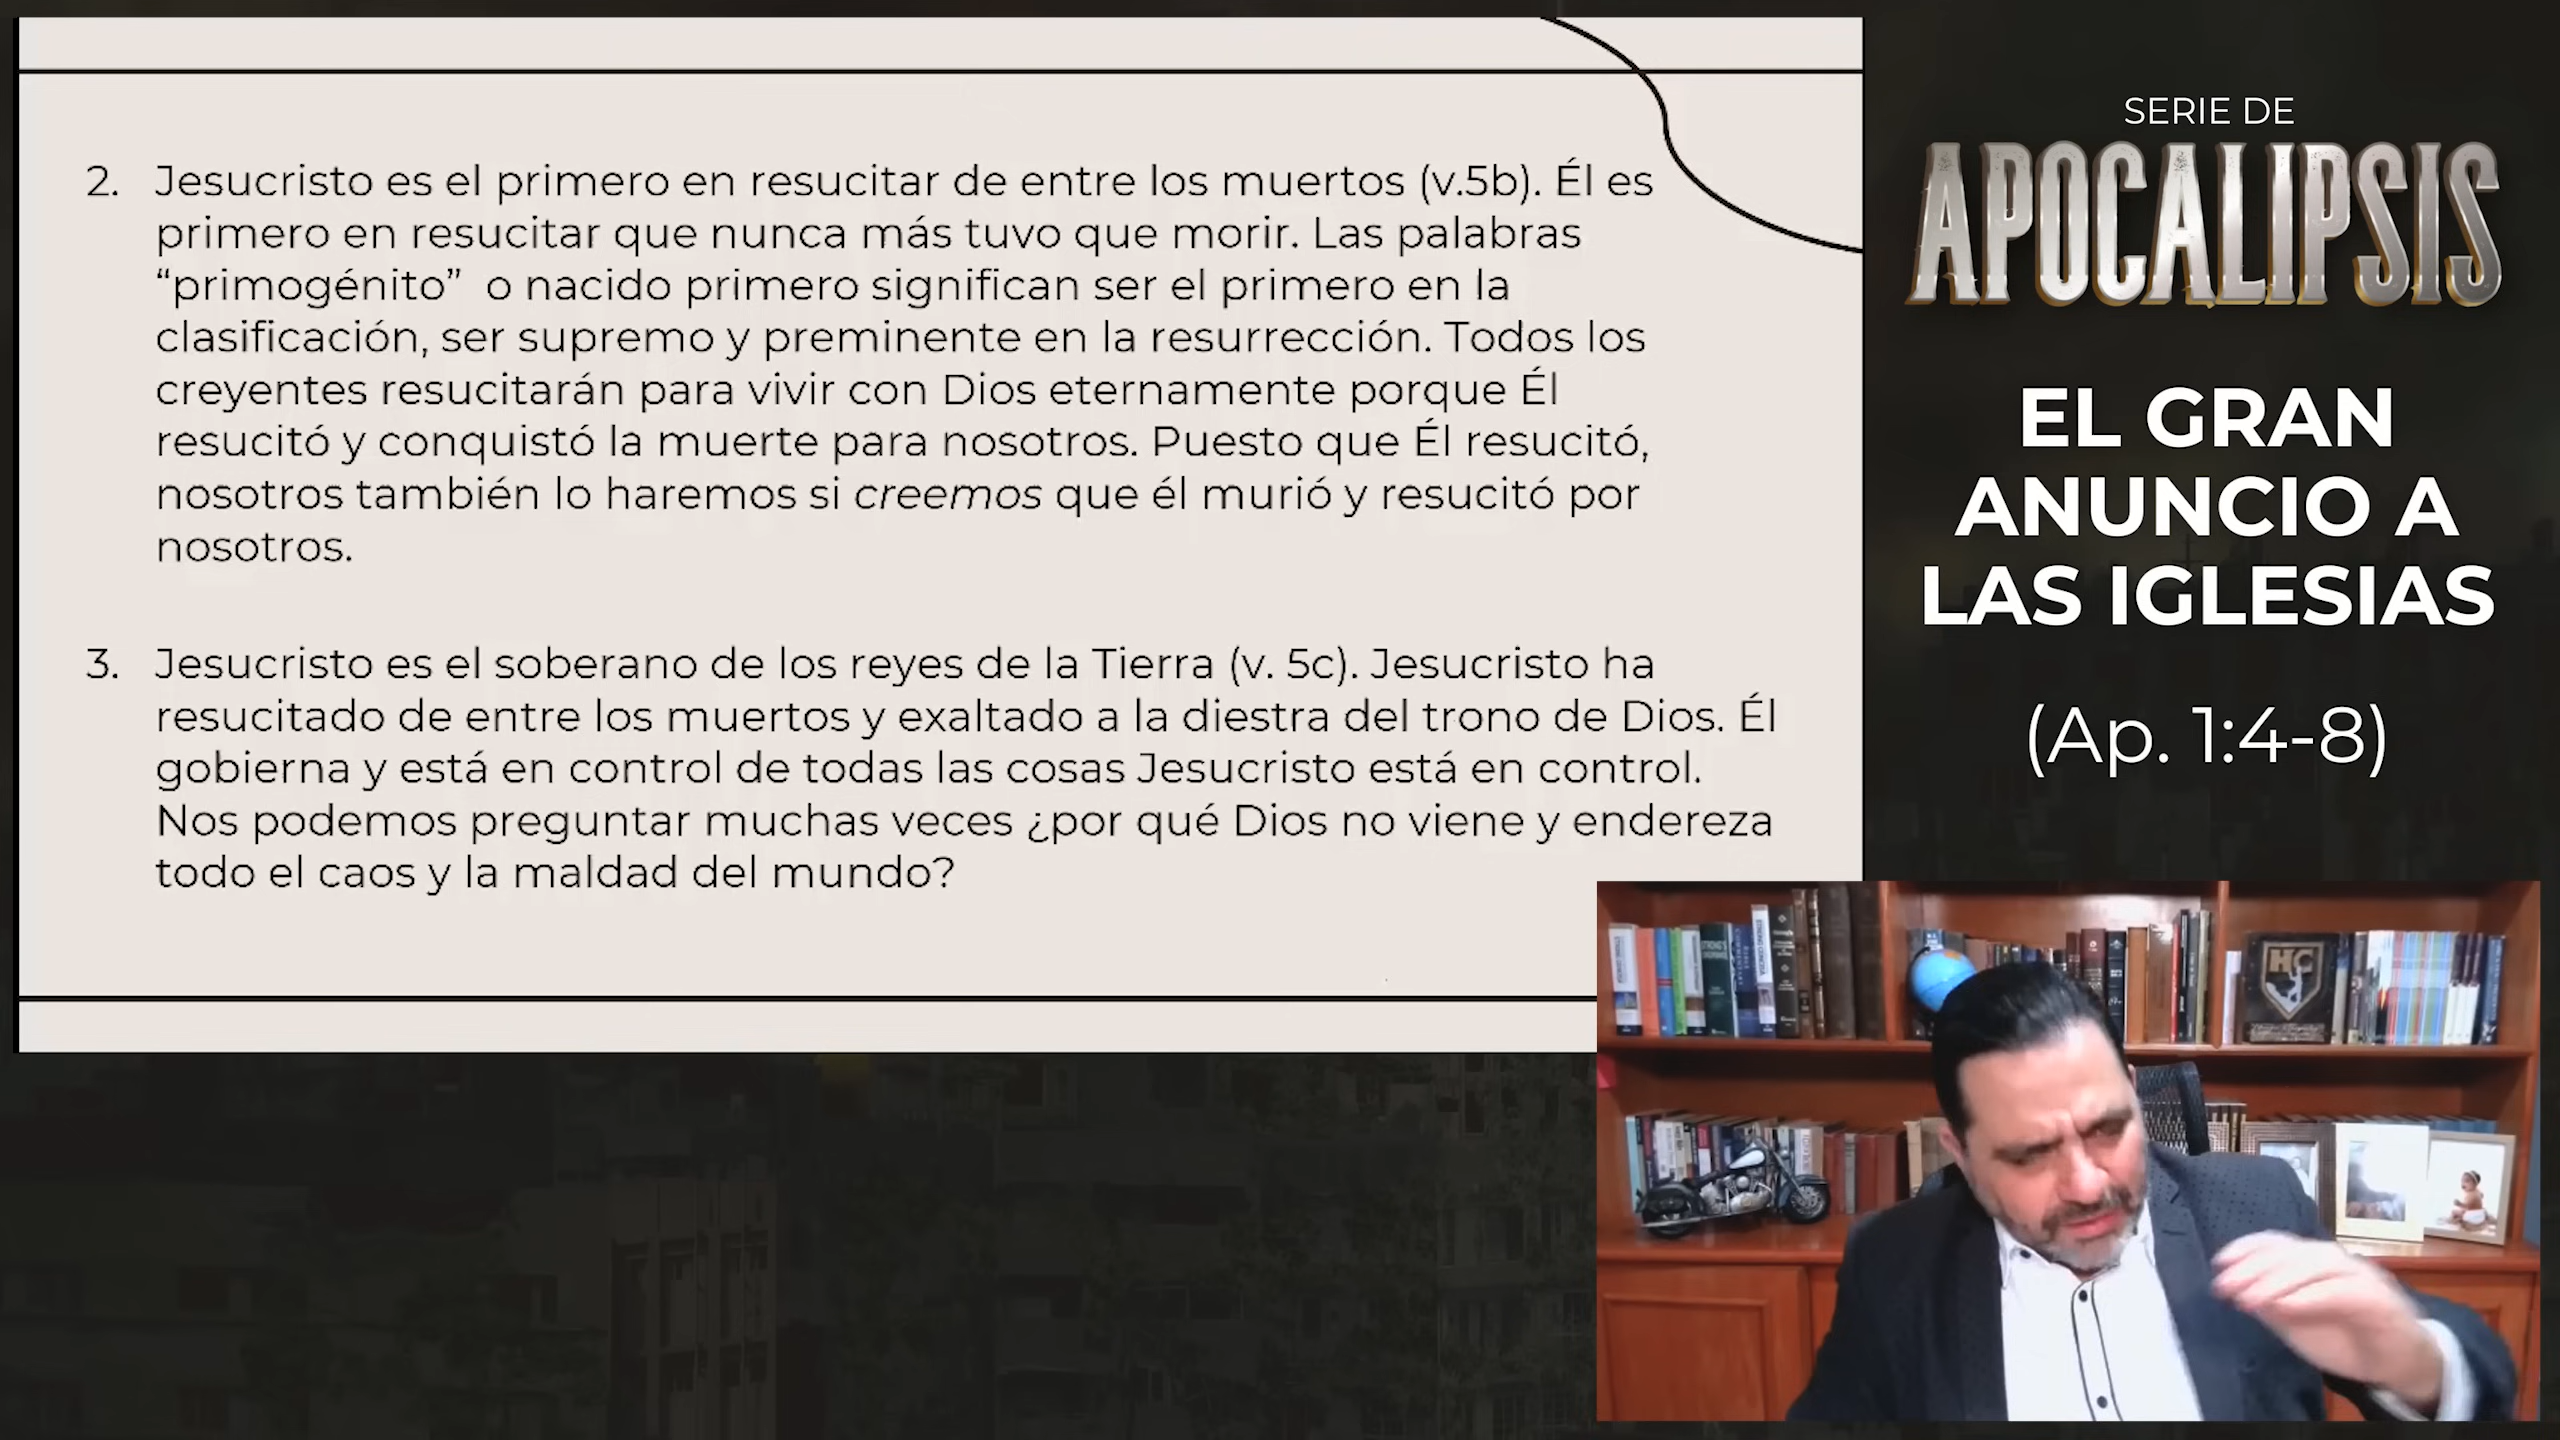 2. Jesucristo es el primero en resucitar de entre los muertos (v.5b). Él es
primero en resucitar que nunca más tuvo que morir. Las palabras
“primogénito”  o nacido primero significan ser el primero en la
clasificación, ser supremo y preminente en la resurrección. Todos los
creyentes resucitarán para vivir con Dios eternamente porque Él
resucitó y conquistó la muerte para nosotros. Puesto que Él resucitó,
nosotros también lo haremos si creemos que él murió y resucitó por
nosotros.
3. Jesucristo es el soberano de los reyes de la Tierra (v. 5c). Jesucristo ha
resucitado de entre los muertos y exaltado a la diestra del trono de Dios. Él
gobierna y está en control de todas las cosas Jesucristo está en control.
Nos podemos preguntar muchas veces ¿por qué Dios no viene y endereza
todo el caos y la maldad del mundo?
SERIE DE
APOCALIPSIS
EL GRAN
ANUNCIO A
LAS IGLESIAS
(Ap. 1:4-8)
HC